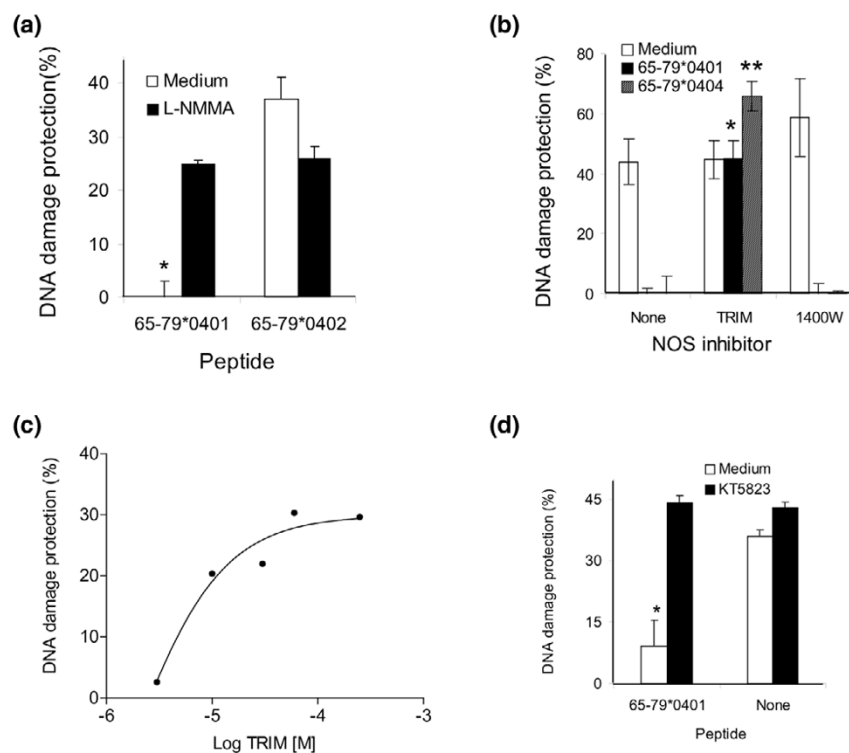 (a)
DNA damage protection(%)
40
30
20
10
0
Medium
L-NMMA
*
65-79*0401 65-79*0402
Peptide
(b)
DNA damage protection (%)
80
60
40
20
0
Medium
65-79*0401
65-79*0404
*
**
None TRIM 1400W
NOS inhibitor
(c)
DNA damage protection (%)
40
30
20
10
0
-6 -5 -4 -3
Log TRIM [M]
(d)
DNA damage protection (%)
45
30
15
0
Medium
KT5823
*
65-79*0401 None
Peptide